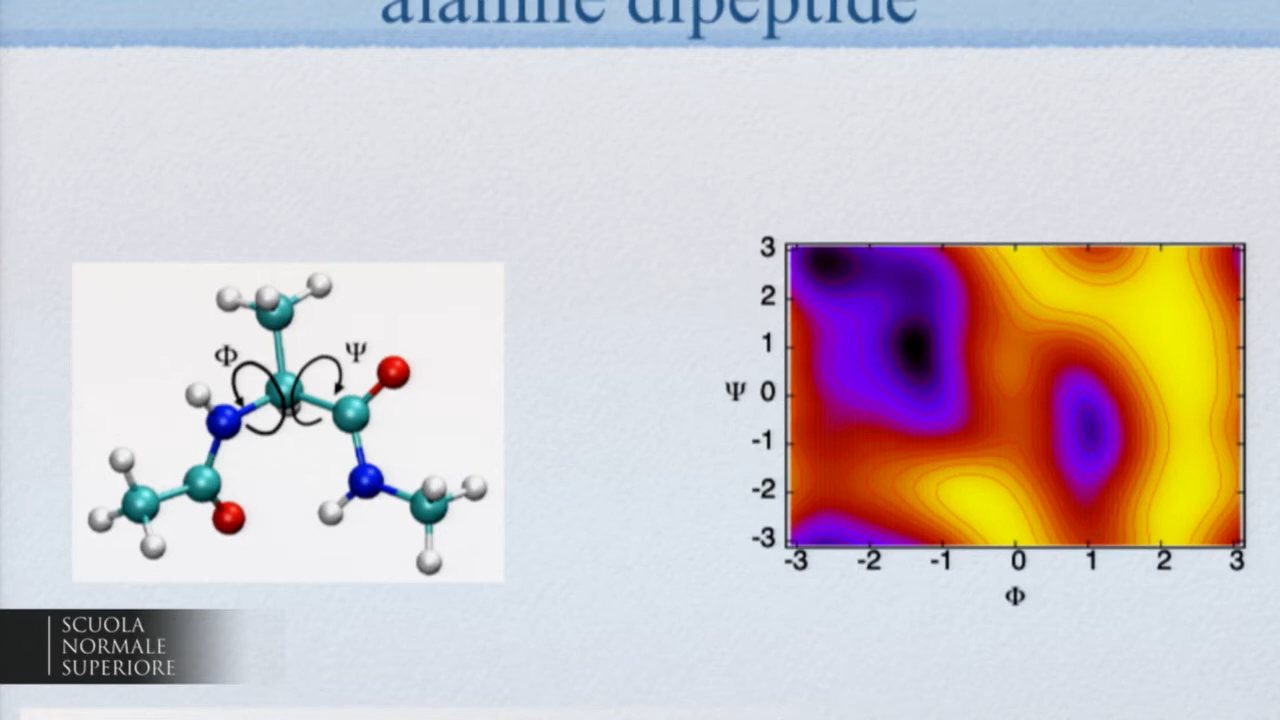 alanine dipeptide
Φ
Ψ
3
2
1
Ψ 0
-1
-2
-3
-3 -2 -1 0 1 2 3
Φ
SCUOLA
NORMALE
SUPERIORE